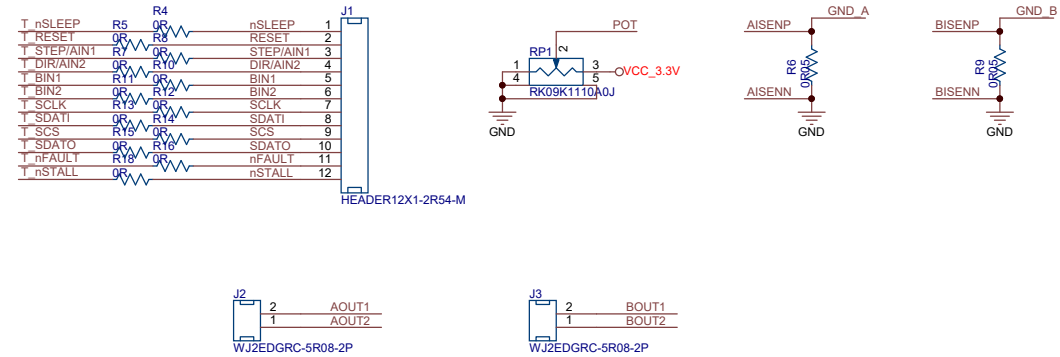 R4
J1
T_nSLEEP R5 0R nSLEEP 1
T_RESET 0R R8 RESET 2
T_STEP/AIN1 R7 0R STEP/AIN1 3
T_DIR/AIN2 0R R10 DIR/AIN2 4
T_BIN1 R11 0R BIN1 5
T_BIN2 0R R12 BIN2 6
T_SCLK R13 0R SCLK 7
T_SDATI 0R R14 SDATI 8
T_SCS R15 0R SCS 9
T_SDATO 0R R16 SDATO 10
T_nFAULT R18 0R nFAULT 11
T_nSTALL 0R nSTALL 12
HEADER12X1-2R54-M
POT
RP1 2
1 3 VCC_3.3V
4 5
RK09K1110A0J
GND
GND_A
AISENP
R6 0R05
AISENN
GND
GND_B
BISENP
R9 0R05
BISENN
GND
J2
2 AOUT1
1 AOUT2
WJ2EDGRC-5R08-2P
J3
2 BOUT1
1 BOUT2
WJ2EDGRC-5R08-2P